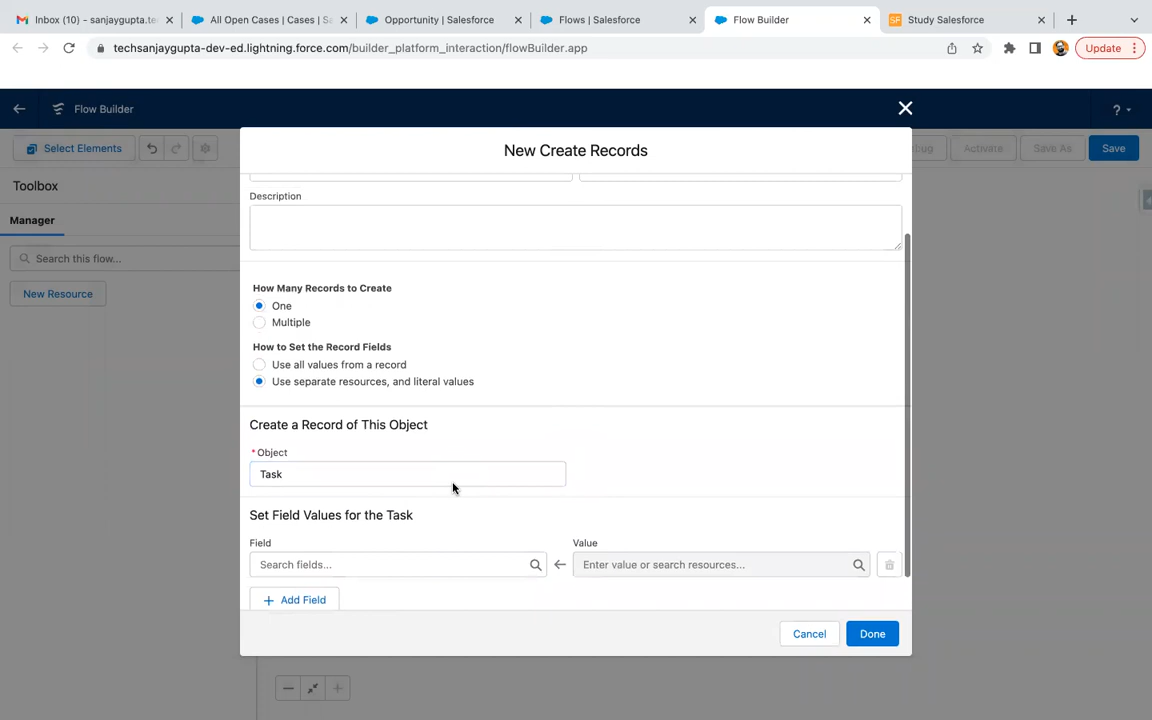 Inbox (10) – sanjaygupta.te
All Open Cases | Cases | Sa
Opportunity | Salesforce
Flows | Salesforce
Flow Builder
SF Study Salesforce
techsanjaygupta-dev-ed.lightning.force.com/builder_platform_interaction/flowBuilder.app
Update
Flow Builder
?
Select Elements
bug
Activate
Save As
Save
Toolbox
Manager
Search this flow...
New Resource
New Create Records
Description
How Many Records to Create
One
Multiple
How to Set the Record Fields
Use all values from a record
Use separate resources, and literal values
Create a Record of This Object
* Object
Task
Set Field Values for the Task
Field
Value
Search fields...
Enter value or search resources...
+ Add Field
Cancel
Done